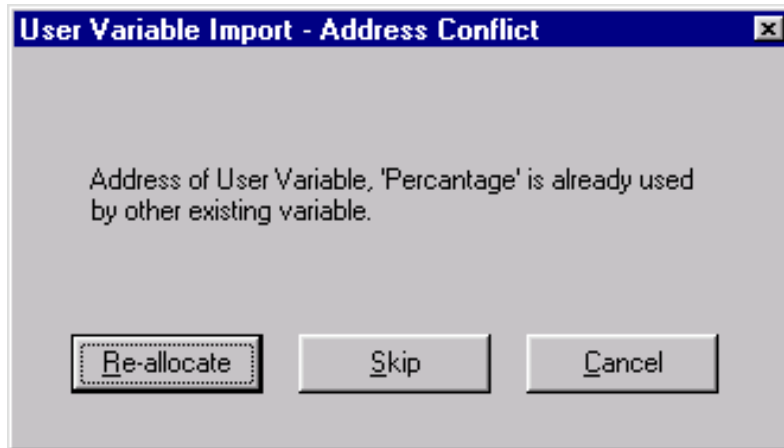 User Variable Import - Address Conflict
Address of User Variable, 'Percantage' is already used
by other existing variable.
Re-allocate Skip Cancel